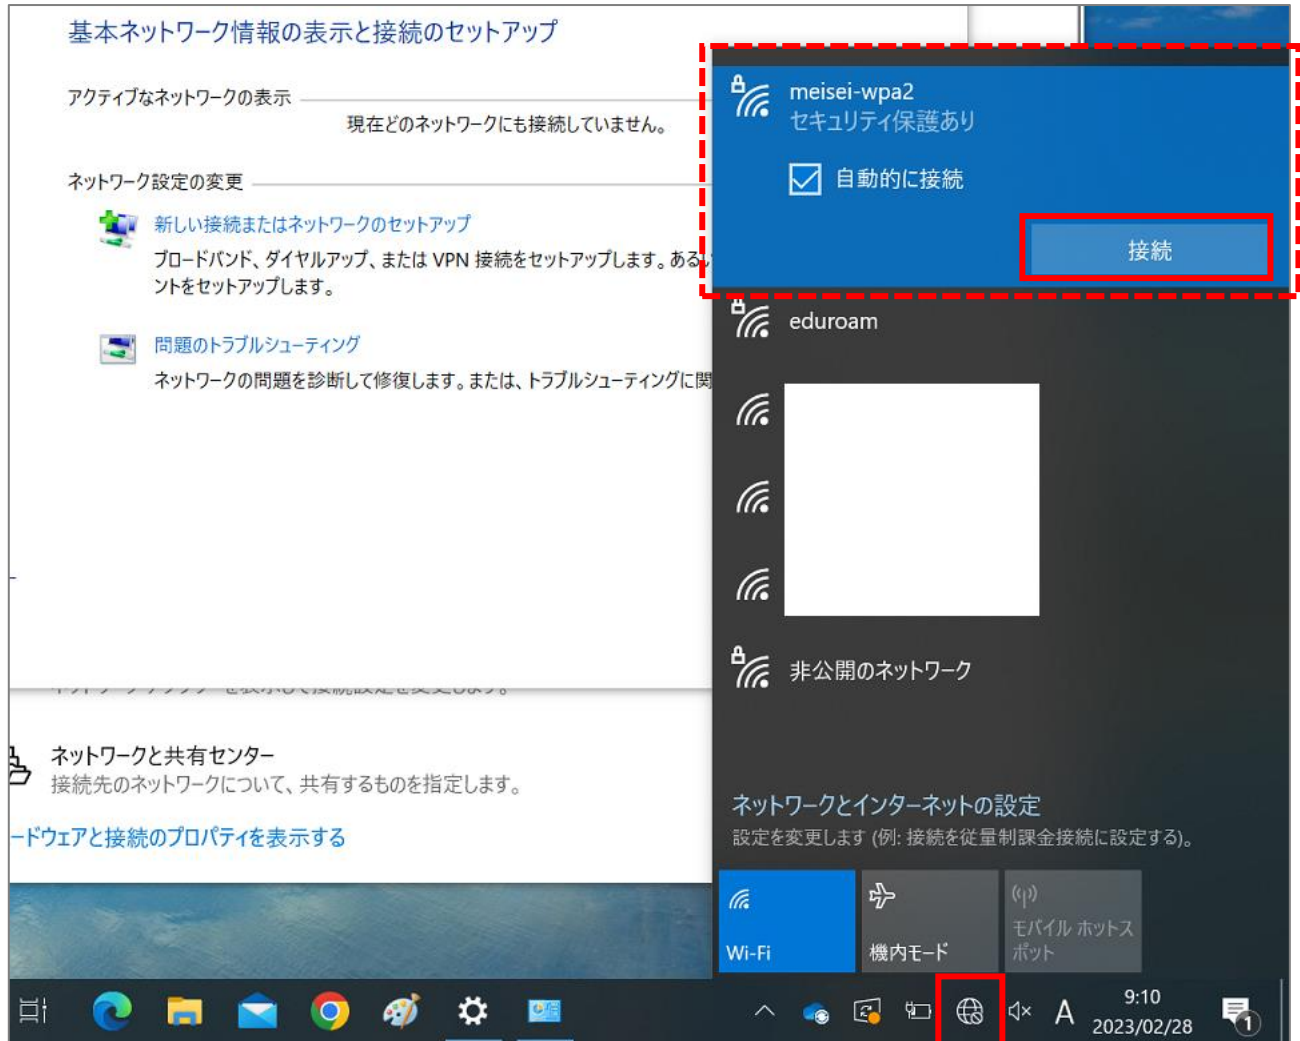 基本ネットワーク情報の表示と接続のセットアップ
アクティブなネットワークの表示
現在どのネットワークにも接続していません。
ネットワーク設定の変更
新しい接続またはネットワークのセットアップ
ブロードバンド、ダイヤルアップ、または VPN 接続をセットアップします。ある
ントをセットアップします。
問題のトラブルシューティング
ネットワークの問題を診断して修復します。または、トラブルシューティングに関
ネットワークと共有センター
接続先のネットワークについて、共有するものを指定します。
ードウェアと接続のプロパティを表示する
meisei-wpa2
セキュリティ保護あり
自動的に接続
接続
eduroam
非公開のネットワーク
ネットワークとインターネットの設定
設定を変更します (例: 接続を従量制課金接続に設定する)。
Wi-Fi
機内モード
モバイル ホットス
ポット
A
9:10
2023/02/28
1